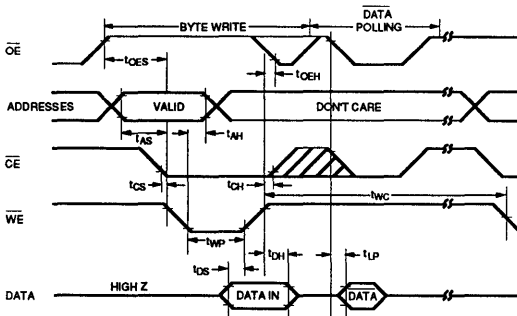 BYTE WRITE
DATA
POLLING
OE
tOES
tOEH
ADDRESSES
VALID
DON'T CARE
tAS
tAH
CE
tCS
tCH
tWC
WE
tWP
tDS
tDH
tLP
DATA
HIGH Z
DATA IN
DATA